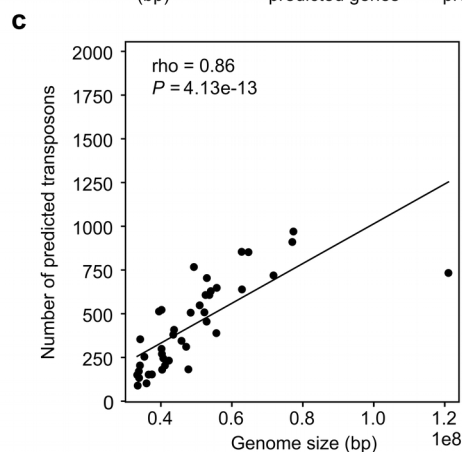 (bp)
c
2000
rho = 0.86
P = 4.13e-13
1750
1500
1250
1000
750
500
250
0
Number of predicted transposons
0.4 0.6 0.8 1.0 1.2
1e8
Genome size (bp)